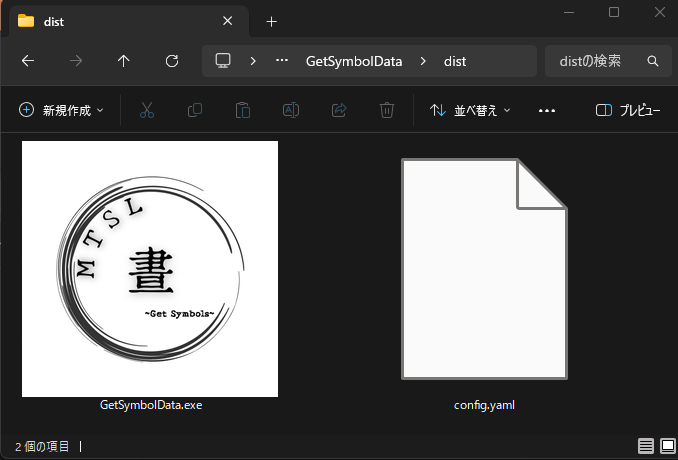 dist
GetSymbolData
dist
distの検索
新規作成
並べ替え
プレビュー
MTSL
晝
~Get Symbols~
GetSymbolData.exe
config.yaml
2 個の項目